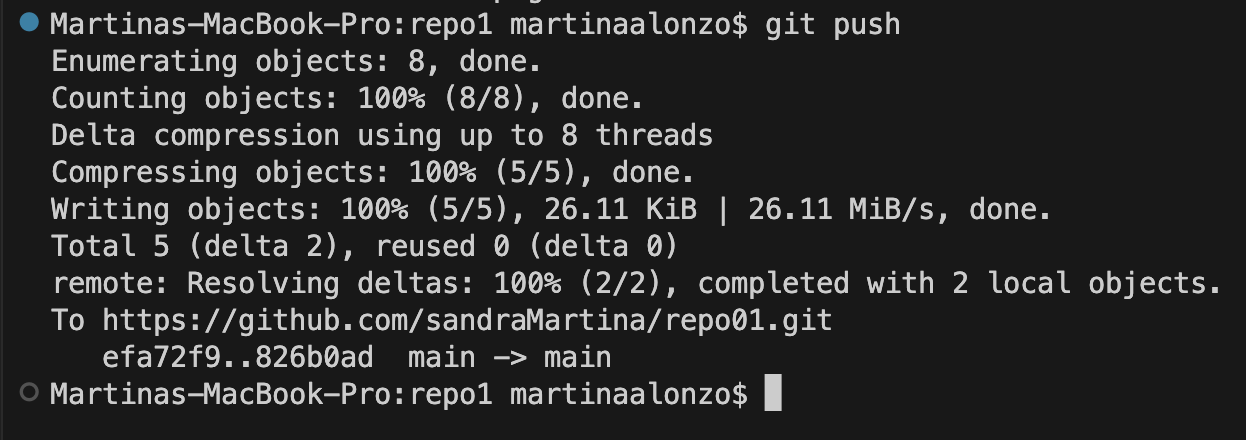 Martinas-MacBook-Pro:repo1 martinaalonzo$ git push
Enumerating objects: 8, done.
Counting objects: 100% (8/8), done.
Delta compression using up to 8 threads
Compressing objects: 100% (5/5), done.
Writing objects: 100% (5/5), 26.11 KiB | 26.11 MiB/s, done.
Total 5 (delta 2), reused 0 (delta 0)
remote: Resolving deltas: 100% (2/2), completed with 2 local objects.
To https://github.com/sandraMartina/repo01.git
   efa72f9..826b0ad  main -> main
Martinas-MacBook-Pro:repo1 martinaalonzo$